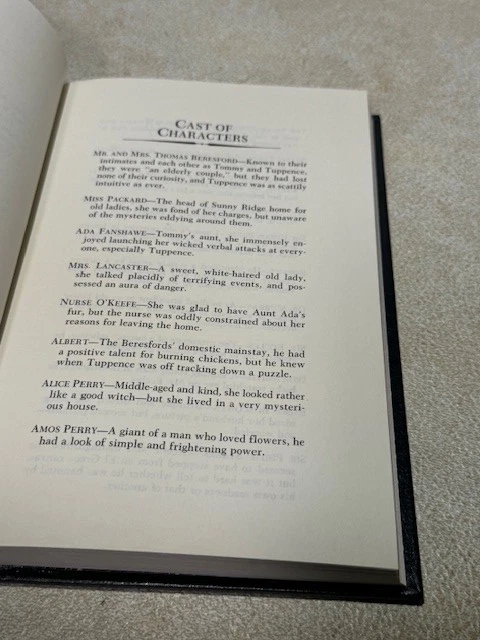 CAST OF
CHARACTERS
MR. AND MRS. THOMAS BERESFORD—Known to their
intimates and each other as Tommy and Tuppence,
they were "an elderly couple," but they had lost
none of their curiosity, and Tuppence was as scattily
intuitive as ever.
MISS PACKARD—The head of Sunny Ridge home for
old ladies, she was fond of her charges, but unaware
of the mysteries eddying around them.
ADA FANSHAWE—Tommy's aunt, she immensely en-
joyed launching her wicked verbal attacks at every-
one, especially Tuppence.
MRS. LANCASTER—A sweet, white-haired old lady,
she talked placidly of terrifying events, and pos-
sessed an aura of danger.
NURSE O'KEEFE—She was glad to have Aunt Ada's
fur, but the nurse was oddly constrained about her
reasons for leaving the home.
ALBERT—The Beresfords' domestic mainstay, he had
a positive talent for burning chickens, but he knew
when Tuppence was off tracking down a puzzle.
ALICE PERRY—Middle-aged and kind, she looked rather
like a good witch—but she lived in a very mysteri-
ous house.
AMOS PERRY—A giant of a man who loved flowers, he
had a look of simple and frightening power.